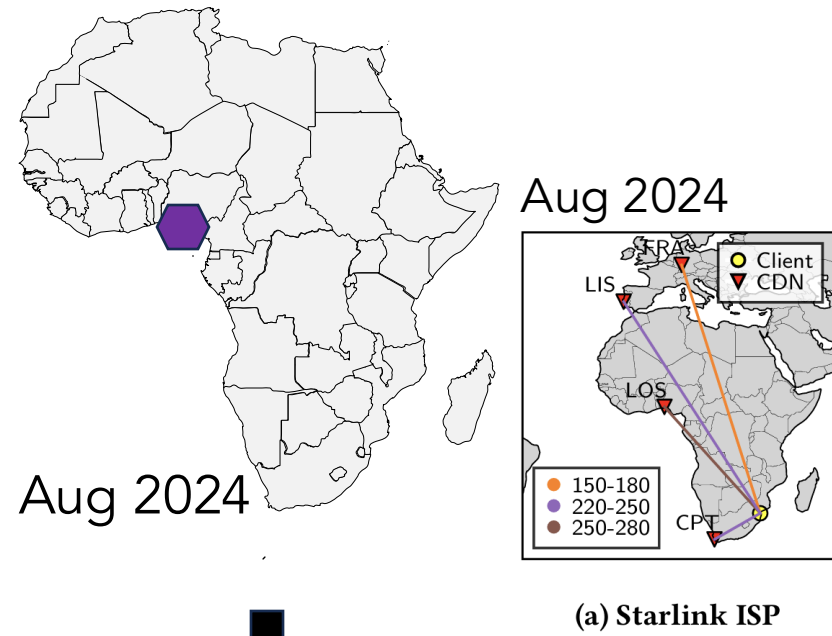 Aug 2024
Aug 2024
FRA
LIS
LOS
CPT
Client
CDN
150-180
220-250
250-280
(a) Starlink ISP